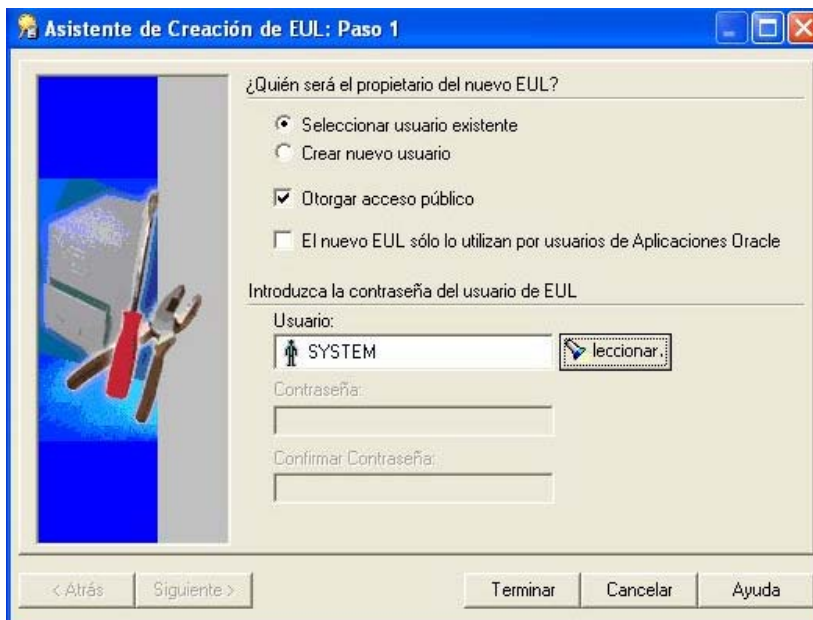 Asistente de Creación de EUL: Paso 1
¿Quién será el propietario del nuevo EUL?
Seleccionar usuario existente
Crear nuevo usuario
Otorgar acceso público
El nuevo EUL sólo lo utilizan por usuarios de Aplicaciones Oracle
Introduzca la contraseña del usuario de EUL
Usuario:
SYSTEM
leccionar.
Contraseña:
Confirmar Contraseña:
< Atrás
Siguiente >
Terminar
Cancelar
Ayuda